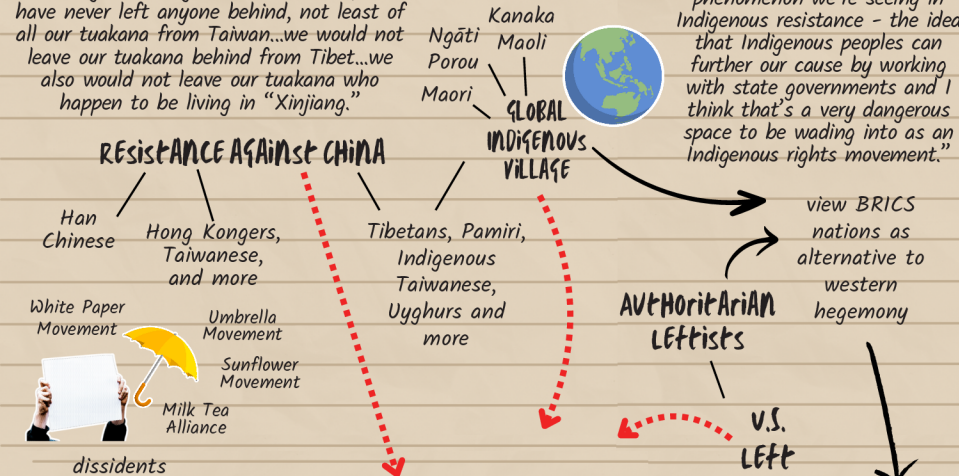 have never left anyone behind, not least of
all our tuakana from Taiwan...we would not
leave our tuakana behind from Tibet...we
also would not leave our tuakana who
happen to be living in “Xinjiang.”
Kanaka
Maoli
Ngāti
Porou
Maori
GLOBAL
INDIGENOUS
VILLAGE
phenomenon we're seeing in
Indigenous resistance - the idea
that Indigenous peoples can
further our cause by working
with state governments and I
think that's a very dangerous
space to be wading into as an
Indigenous rights movement.”
RESISTANCE AGAINST CHINA
Han
Chinese
Hong Kongers,
Taiwanese,
and more
Tibetans, Pamiri,
Indigenous
Taiwanese,
Uyghurs and
more
view BRICS
nations as
alternative to
western
hegemony
AUTHORITARIAN
LEFTISTS
White Paper
Movement
Umbrella
Movement
Sunflower
Movement
Milk Tea
Alliance
U.S.
LEFT
dissidents